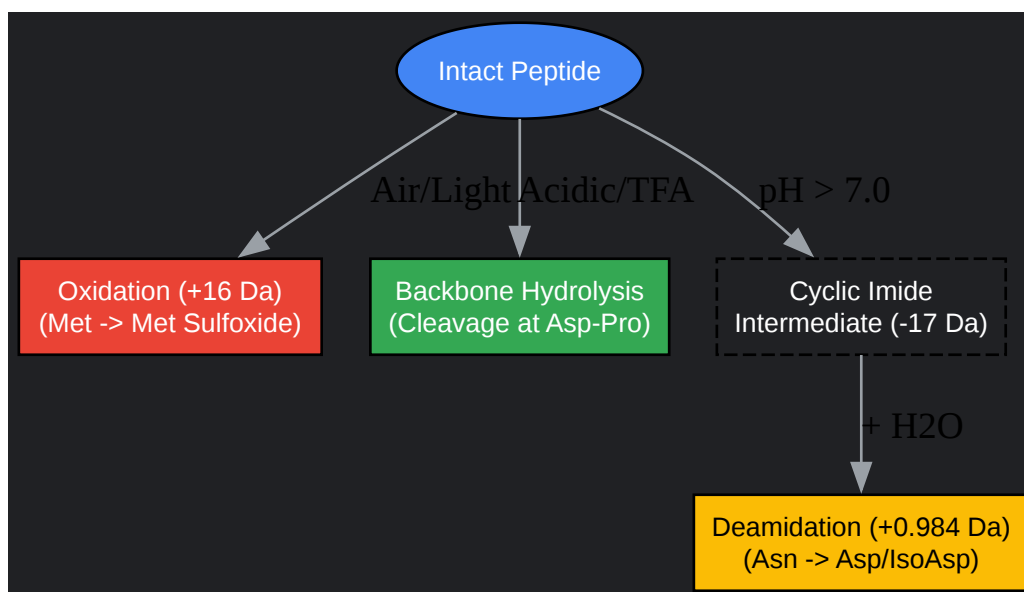 Intact Peptide
Air/Light
Acidic/TFA
pH > 7.0
Oxidation (+16 Da)
(Met -> Met Sulfoxide)
Backbone Hydrolysis
(Cleavage at Asp-Pro)
Cyclic Imide
Intermediate (-17 Da)
+ H2O
Deamidation (+0.984 Da)
(Asn -> Asp/IsoAsp)